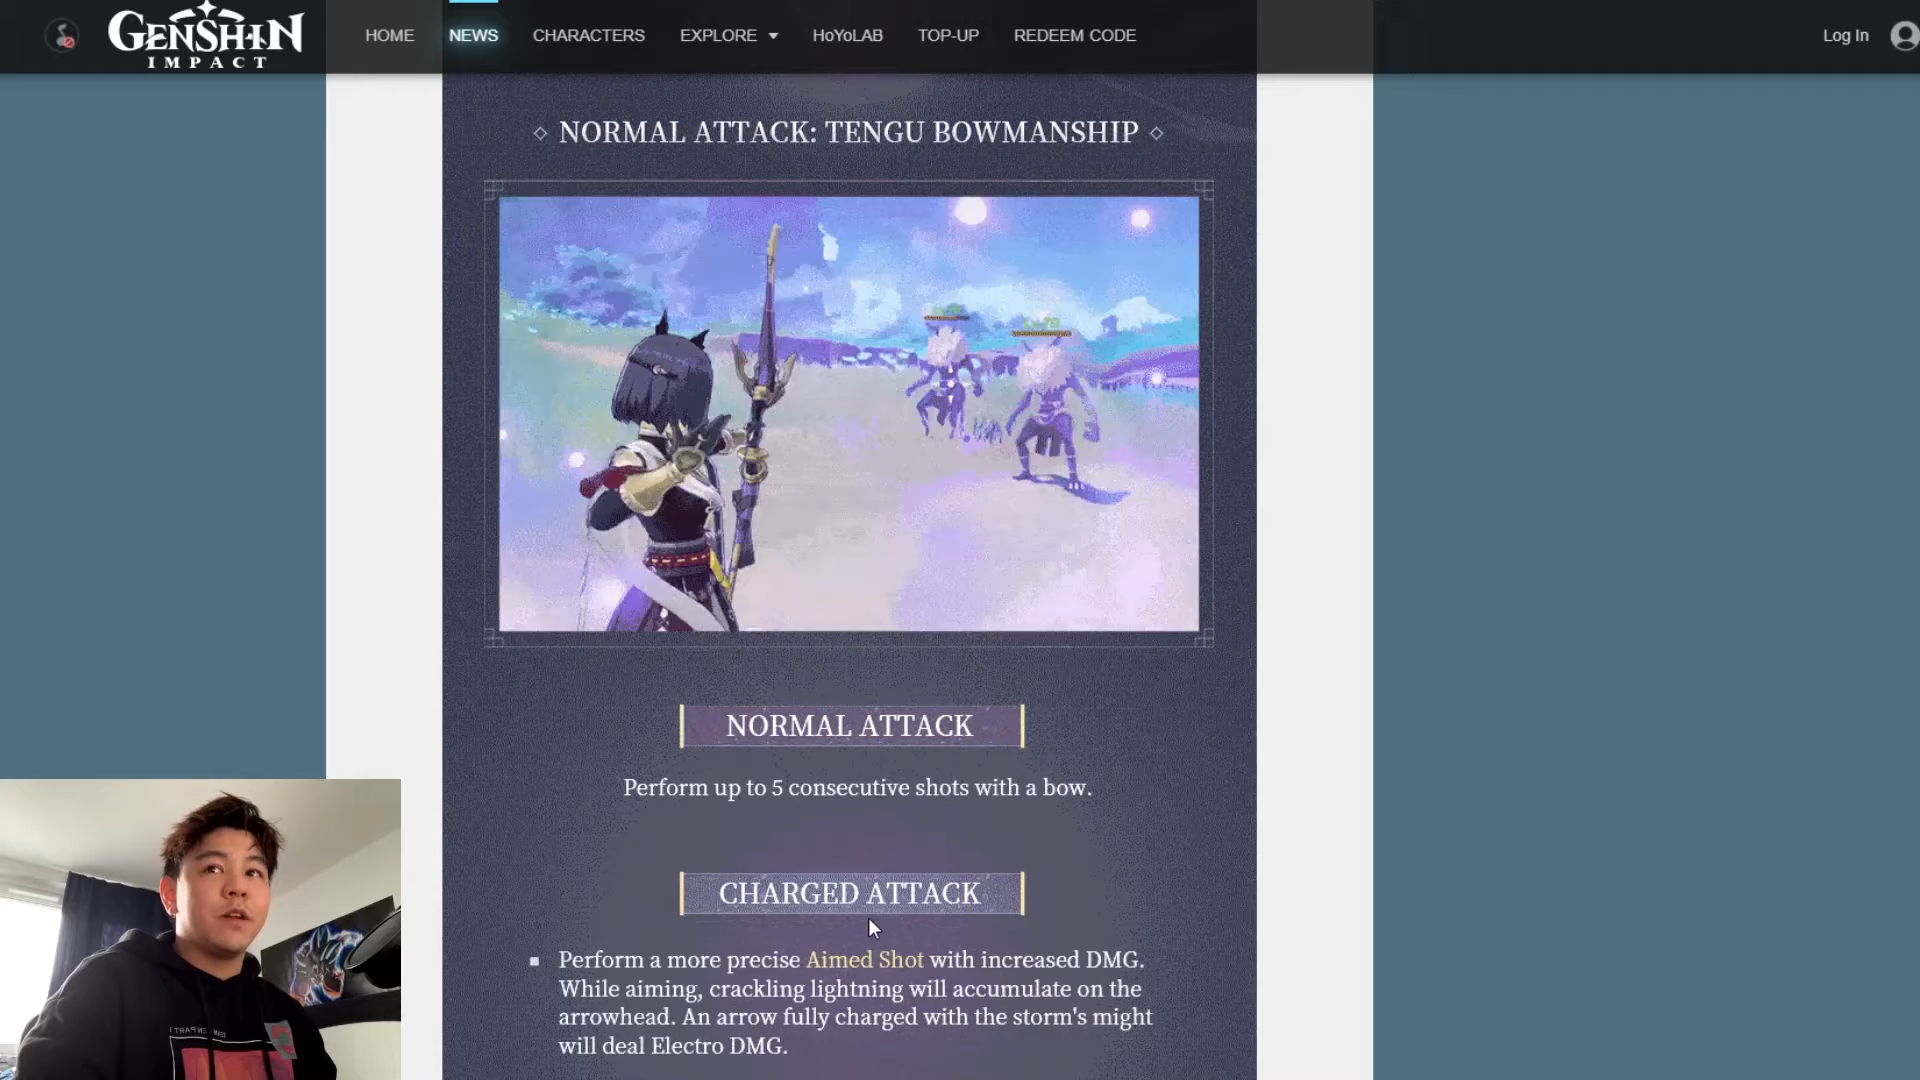 GENSHIN
IMPACT
HOME
NEWS
CHARACTERS
EXPLORE
HoYoLAB
TOP-UP
REDEEM CODE
Log In
NORMAL ATTACK: TENGU BOWMANSHIP
NORMAL ATTACK
Perform up to 5 consecutive shots with a bow.
CHARGED ATTACK
Perform a more precise Aimed Shot with increased DMG.
While aiming, crackling lightning will accumulate on the
arrowhead. An arrow fully charged with the storm's might
will deal Electro DMG.